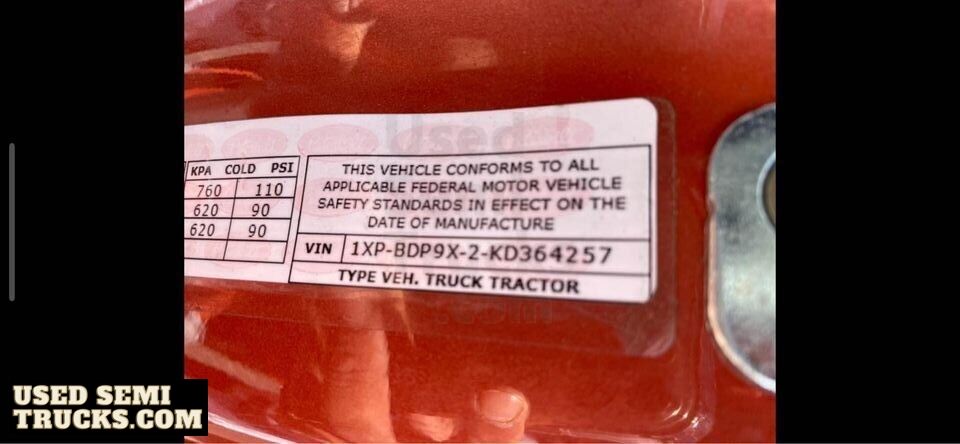 Used
KPA COLD PSI
760 110
620 90
620 90
THIS VEHICLE CONFORMS TO ALL
APPLICABLE FEDERAL MOTOR VEHICLE
SAFETY STANDARDS IN EFFECT ON THE
DATE OF MANUFACTURE
VIN 1XP-BDP9X-2-KD364257
TYPE VEH. TRUCK TRACTOR
.com
USED SEMI
TRUCKS.COM